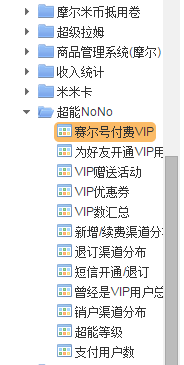 摩尔米币抵用卷
超级拉姆
商品管理系统(摩尔)
收入统计
米米卡
超能NoNo
赛尔号付费VIP
为好友开通VIP用
VIP赠送活动
VIP优惠券
VIP数汇总
新增/续费渠道分
退订渠道分布
短信开通/退订
曾经是VIP用户总
销户渠道分布
超能等级
支付用户数